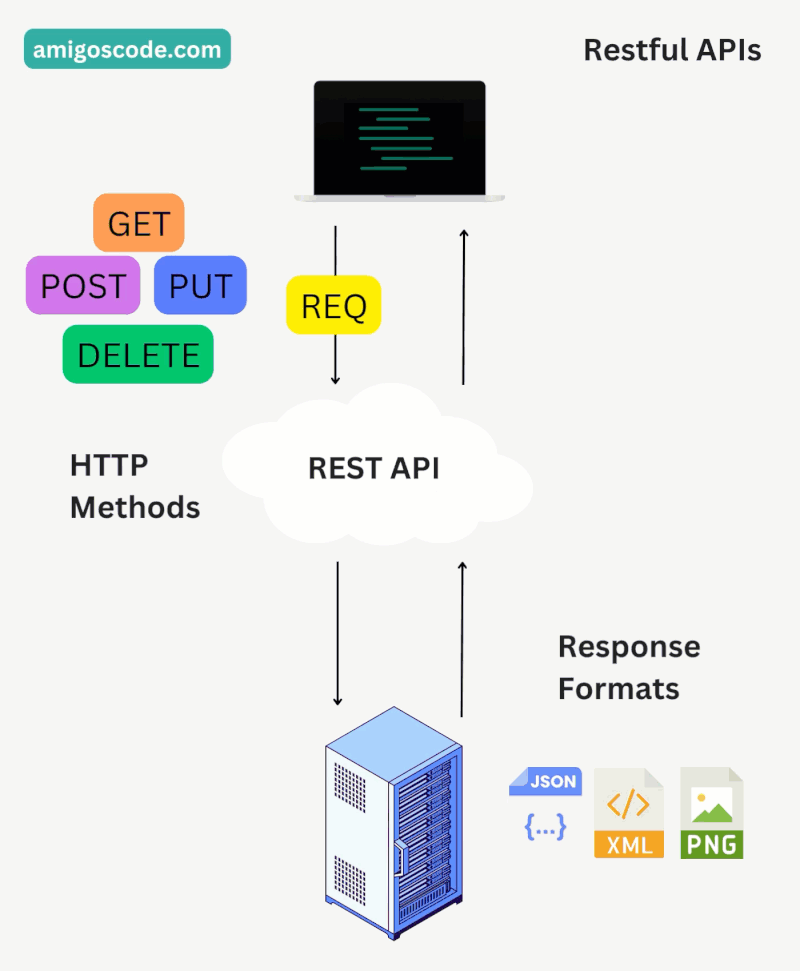 amigoscode.com
Restful APIs
GET
POST
PUT
DELETE
REQ
HTTP
Methods
REST API
Response
Formats
JSON
{...}
</>
XML
PNG